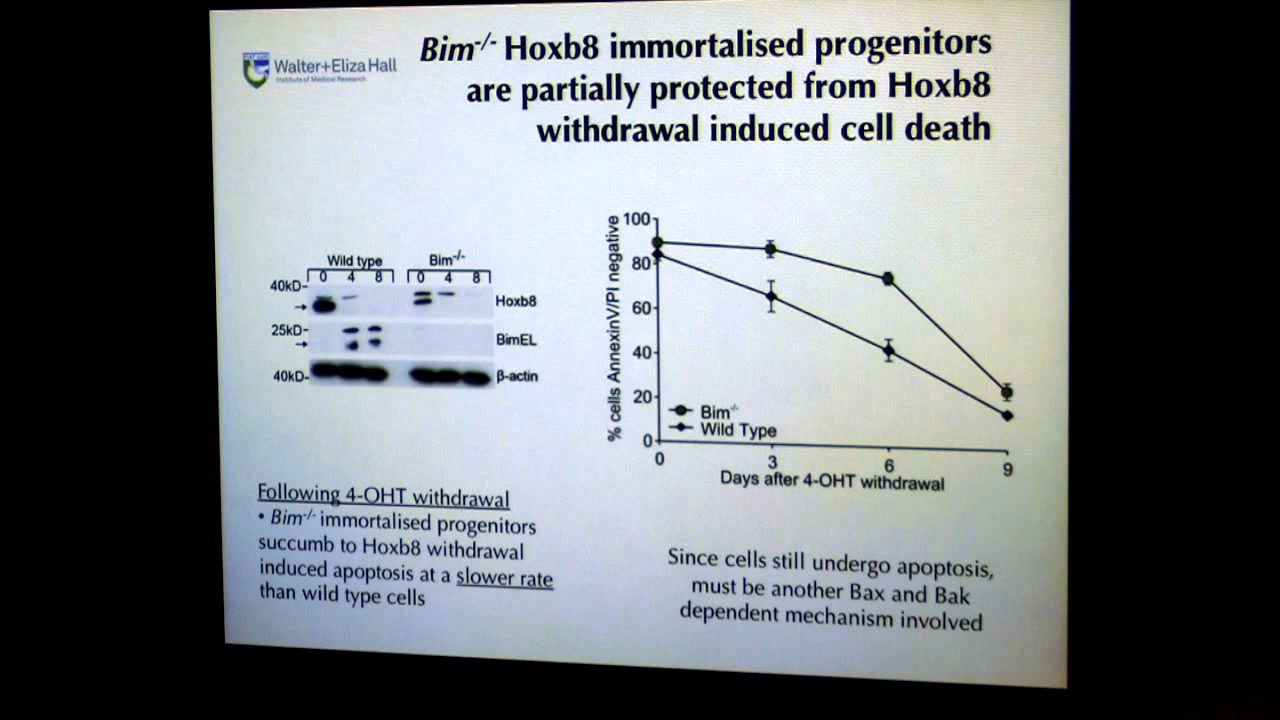 Walter+Eliza Hall
Institute of Medical Research
Bim-/- Hoxb8 immortalised progenitors
are partially protected from Hoxb8
withdrawal induced cell death
Wild type Bim-/-
0 4 8 0 4 8
40kD- Hoxb8
→
25kD- BimEL
→
40kD- β-actin
% cells AnnexinV/PI negative
100
80
60
40
20
0
Bim-/-
Wild Type
0 3 6 9
Days after 4-OHT withdrawal
Following 4-OHT withdrawal
• Bim-/- immortalised progenitors
succumb to Hoxb8 withdrawal
induced apoptosis at a slower rate
than wild type cells
Since cells still undergo apoptosis,
must be another Bax and Bak
dependent mechanism involved